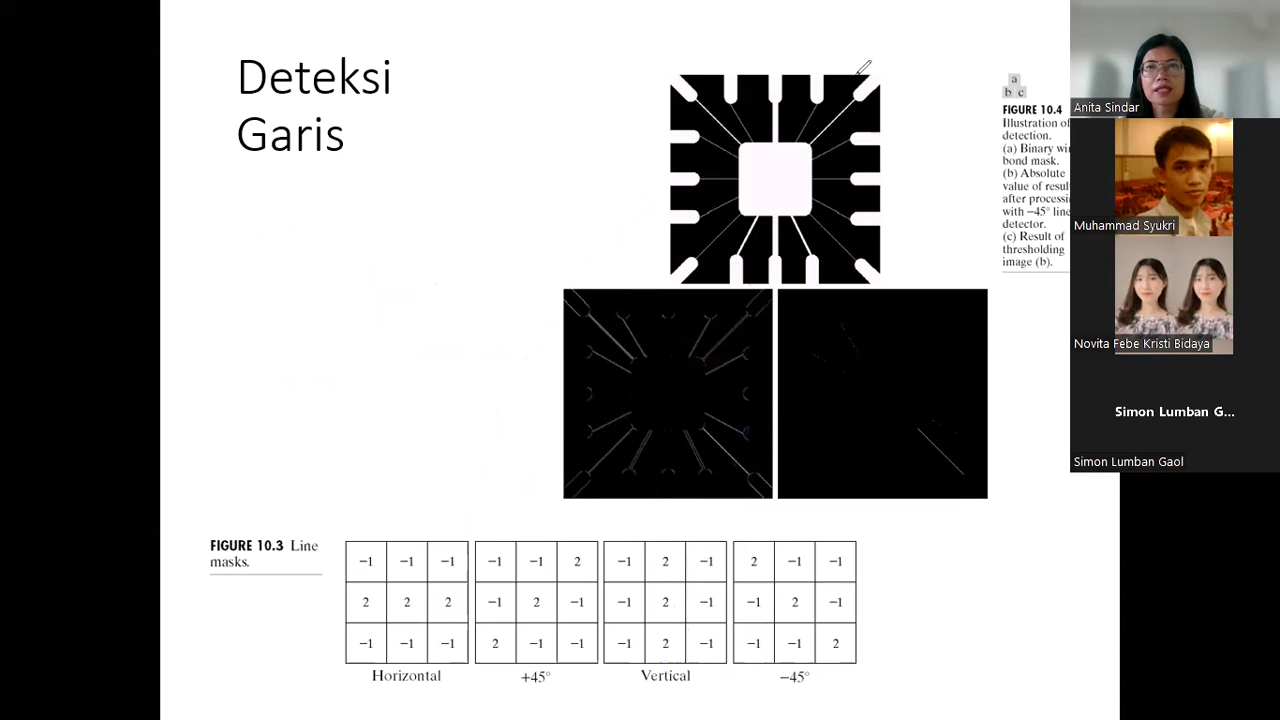 Deteksi
Garis
a
b c
FIGURE 10.4
Illustration of
detection.
(a) Binary
bond mask.
(b) Absolute
value of
after
with −45° line
detector.
(c) Result of
thresholding
image (b).
FIGURE 10.3 Line
masks.
−1 −1 −1 −1 −1 2 −1 2 −1 2 −1 −1
2 2 2 −1 2 −1 −1 2 −1 −1 2 −1
−1 −1 −1 2 −1 −1 −1 2 −1 −1 −1 2
Horizontal +45° Vertical −45°
Anita Sindar
Muhammad Syukri
Novita Febe Kristi Bidaya
Simon Lumban G...
Simon Lumban Gaol